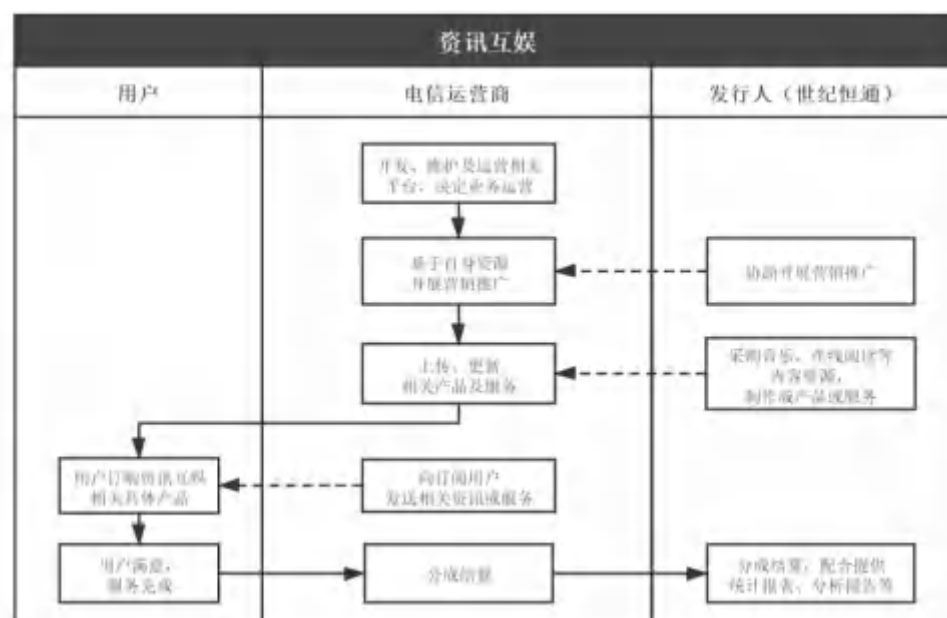 资讯互娱
用户
电信运营商
发行人（世纪恒通）
开发、维护及运营相关
平台，决定业务运营
基于自身资源
开展营销推广
协助开展营销推广
上传、更新
相关产品及服务
采购音乐、在线阅读等
内容资源，
制作成产品或服务
用户订购资讯互娱
相关具体产品
向订阅用户
发送相关资讯或服务
用户满意，
服务完成
分成结算
分成结算，配合提供
统计报表、分析报告等